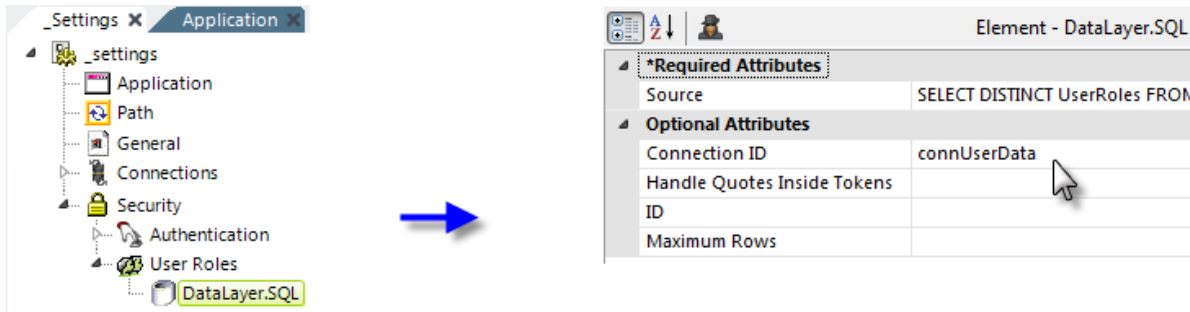 _Settings Application
_settings
Application
Path
General
Connections
Security
Authentication
User Roles
DataLayer.SQL
Element - DataLayer.SQL
*Required Attributes
Source SELECT DISTINCT UserRoles FROM
Optional Attributes
Connection ID connUserData
Handle Quotes Inside Tokens
ID
Maximum Rows